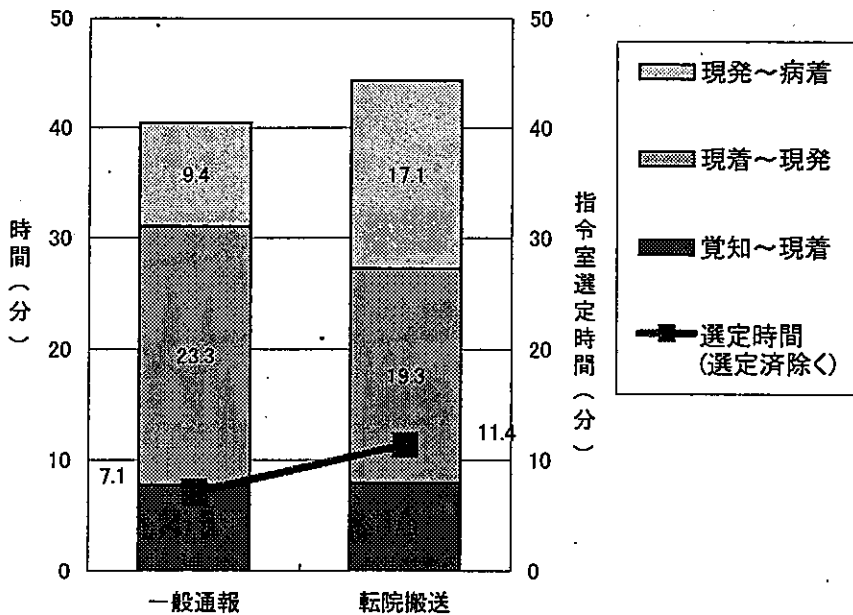 50
40
30
20
10
0
時間(分)
9.4
23.3
7.1
17.1
19.3
11.4
50
40
30
20
10
0
指令室選定時間(分)
一般通報
転院搬送
現発～病着
現着～現発
覚知～現着
選定時間
(選定済除く)